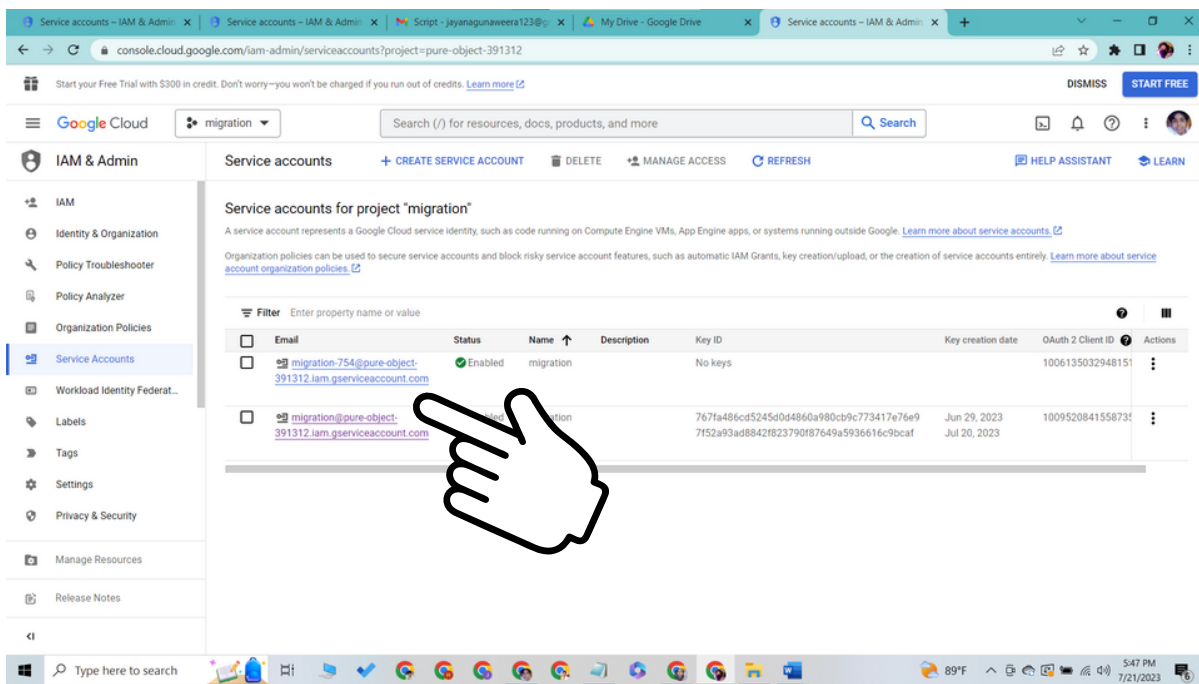 Service accounts – IAM & Admin
Service accounts – IAM & Admin
Script - jayanagunaweera123@g
My Drive - Google Drive
Service accounts – IAM & Admin
console.cloud.google.com/iam-admin/serviceaccounts?project=pure-object-391312
Start your Free Trial with $300 in credit. Don't worry—you won't be charged if you run out of credits. Learn more
DISMISS
START FREE
Google Cloud
migration
Search (/) for resources, docs, products, and more
Search
IAM & Admin
Service accounts
+ CREATE SERVICE ACCOUNT
DELETE
MANAGE ACCESS
REFRESH
HELP ASSISTANT
LEARN
IAM
Identity & Organization
Policy Troubleshooter
Policy Analyzer
Organization Policies
Service Accounts
Workload Identity Federat...
Labels
Tags
Settings
Privacy & Security
Manage Resources
Release Notes
Service accounts for project "migration"
A service account represents a Google Cloud service identity, such as code running on Compute Engine VMs, App Engine apps, or systems running outside Google. Learn more about service accounts.
Organization policies can be used to secure service accounts and block risky service account features, such as automatic IAM Grants, key creation/upload, or the creation of service accounts entirely. Learn more about service
account organization policies.
Filter Enter property name or value
Email Status Name Description Key ID Key creation date OAuth 2 Client ID Actions
migration-754@pure-object- Enabled migration No keys 1006135032948151
391312.iam.gserviceaccount.com
migration@pure-object- 767fa486cd5245d0d4860a980cb9c773417e76e9 Jun 29, 2023 100952084155873
391312.iam.gserviceaccount.com 7f52a93ad8842f823790f87649a5936616c9bcaf Jul 20, 2023
Type here to search
89°F
5:47 PM
7/21/2023
6